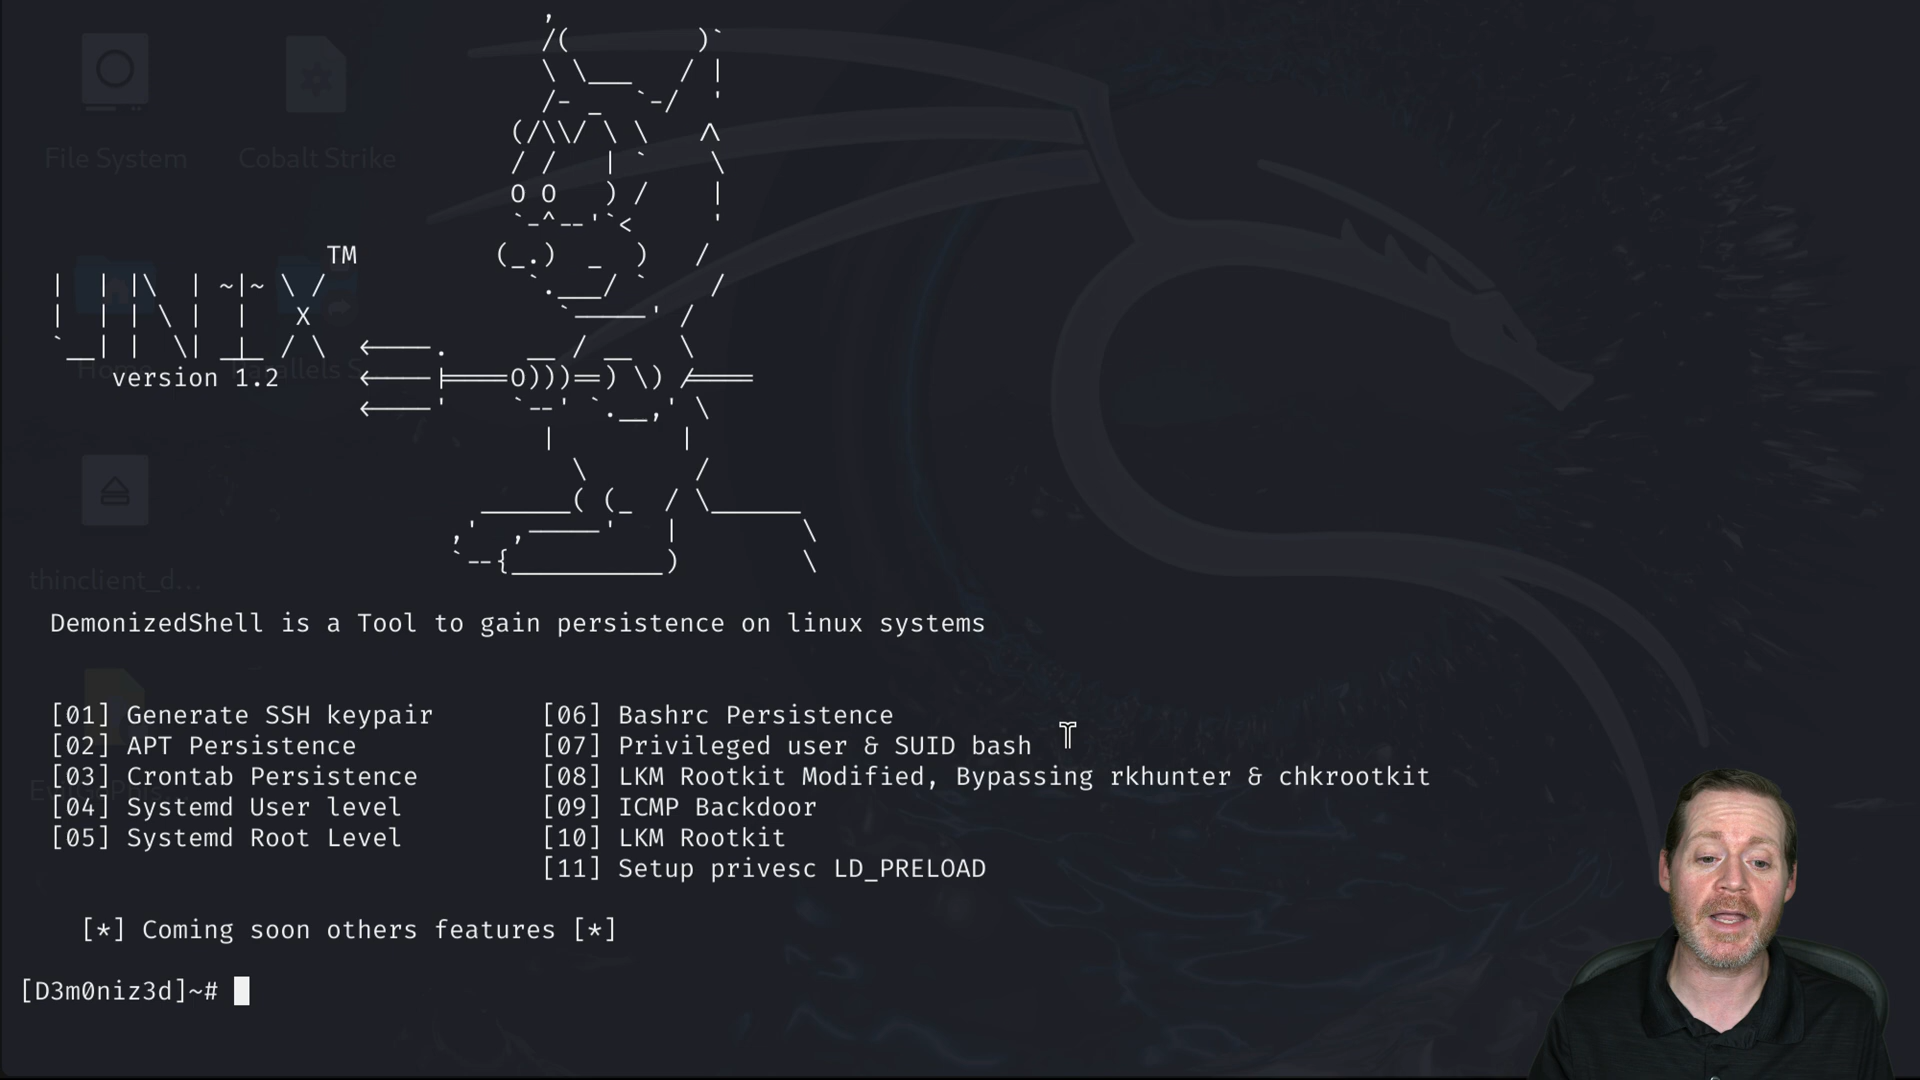 File System
Cobalt Strike
TM
UNIX
version 1.2
Home
thinclient_d...
DemonizedShell is a Tool to gain persistence on linux systems
[01] Generate SSH keypair [06] Bashrc Persistence
[02] APT Persistence [07] Privileged user & SUID bash
[03] Crontab Persistence [08] LKM Rootkit Modified, Bypassing rkhunter & chkrootkit
[04] Systemd User level [09] ICMP Backdoor
[05] Systemd Root Level [10] LKM Rootkit
[11] Setup privesc LD_PRELOAD
[*] Coming soon others features [*]
[D3m0niz3d]~#